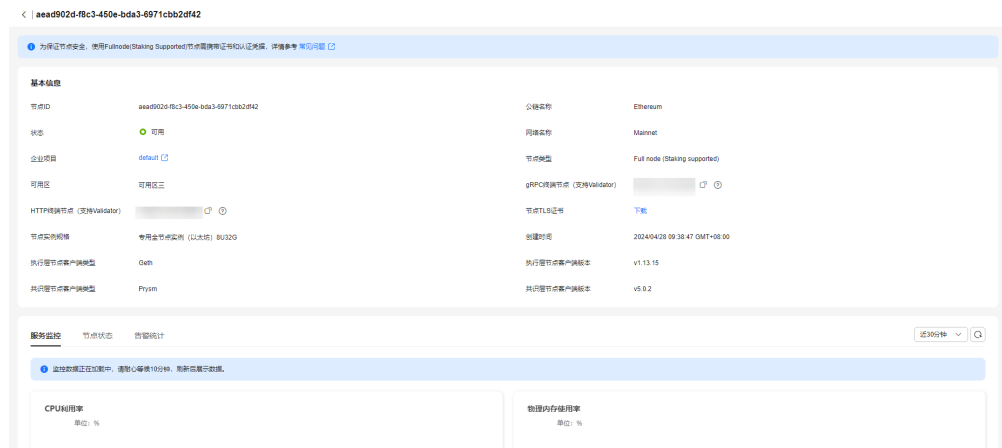 aead902d-f8c3-450e-bda3-6971cbb2df42
为保证节点安全，使用Fullnode(Staking Supported)节点需携带证书和认证凭据，详情参考 常见问题
基本信息
节点ID aead902d-f8c3-450e-bda3-6971cbb2df42 公链名称 Ethereum
状态 可用 网络名称 Mainnet
企业项目 default 节点类型 Full node (Staking supported)
可用区 可用区三 gRPC终端节点（支持Validator）
HTTP终端节点（支持Validator） 节点TLS证书 下载
节点实例规格 专用全节点实例（以太坊）8U32G 创建时间 2024/04/28 09:38:47 GMT+08:00
执行层节点客户端类型 Geth 执行层节点客户端版本 v1.13.15
共识层节点客户端类型 Prysm 共识层节点客户端版本 v5.0.2
服务监控 节点状态 告警统计 近30分钟
监控数据正在加载中，请耐心等候10分钟，刷新后展示数据。
CPU利用率 物理内存使用率
单位：% 单位：%